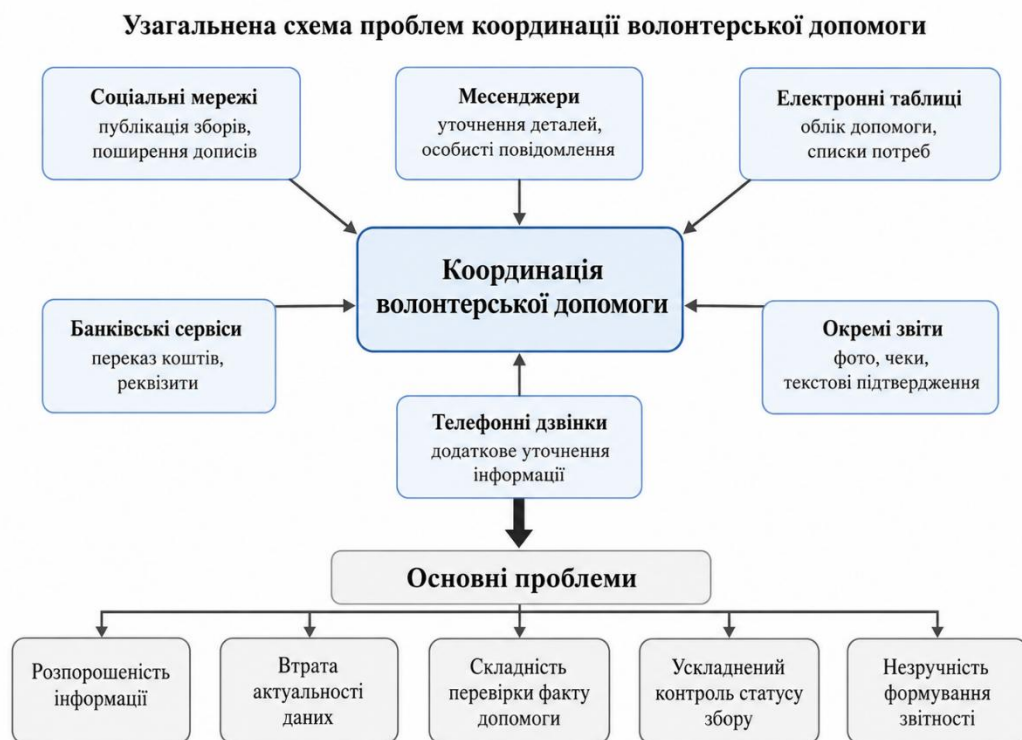 Узагальнена схема проблем координації волонтерської допомоги
Соціальні мережі
публікація зборів,
поширення дописів
Месенджери
уточнення деталей,
особисті повідомлення
Електронні таблиці
облік допомоги,
списки потреб
Координація
волонтерської допомоги
Банківські сервіси
переказ коштів,
реквізити
Окремі звіти
фото, чеки,
текстові підтвердження
Телефонні дзвінки
додаткове уточнення
інформації
Основні проблеми
Розпорошеність
інформації
Втрата
актуальності
даних
Складність
перевірки факту
допомоги
Ускладнений
контроль статусу
збору
Незручність
формування
звітності